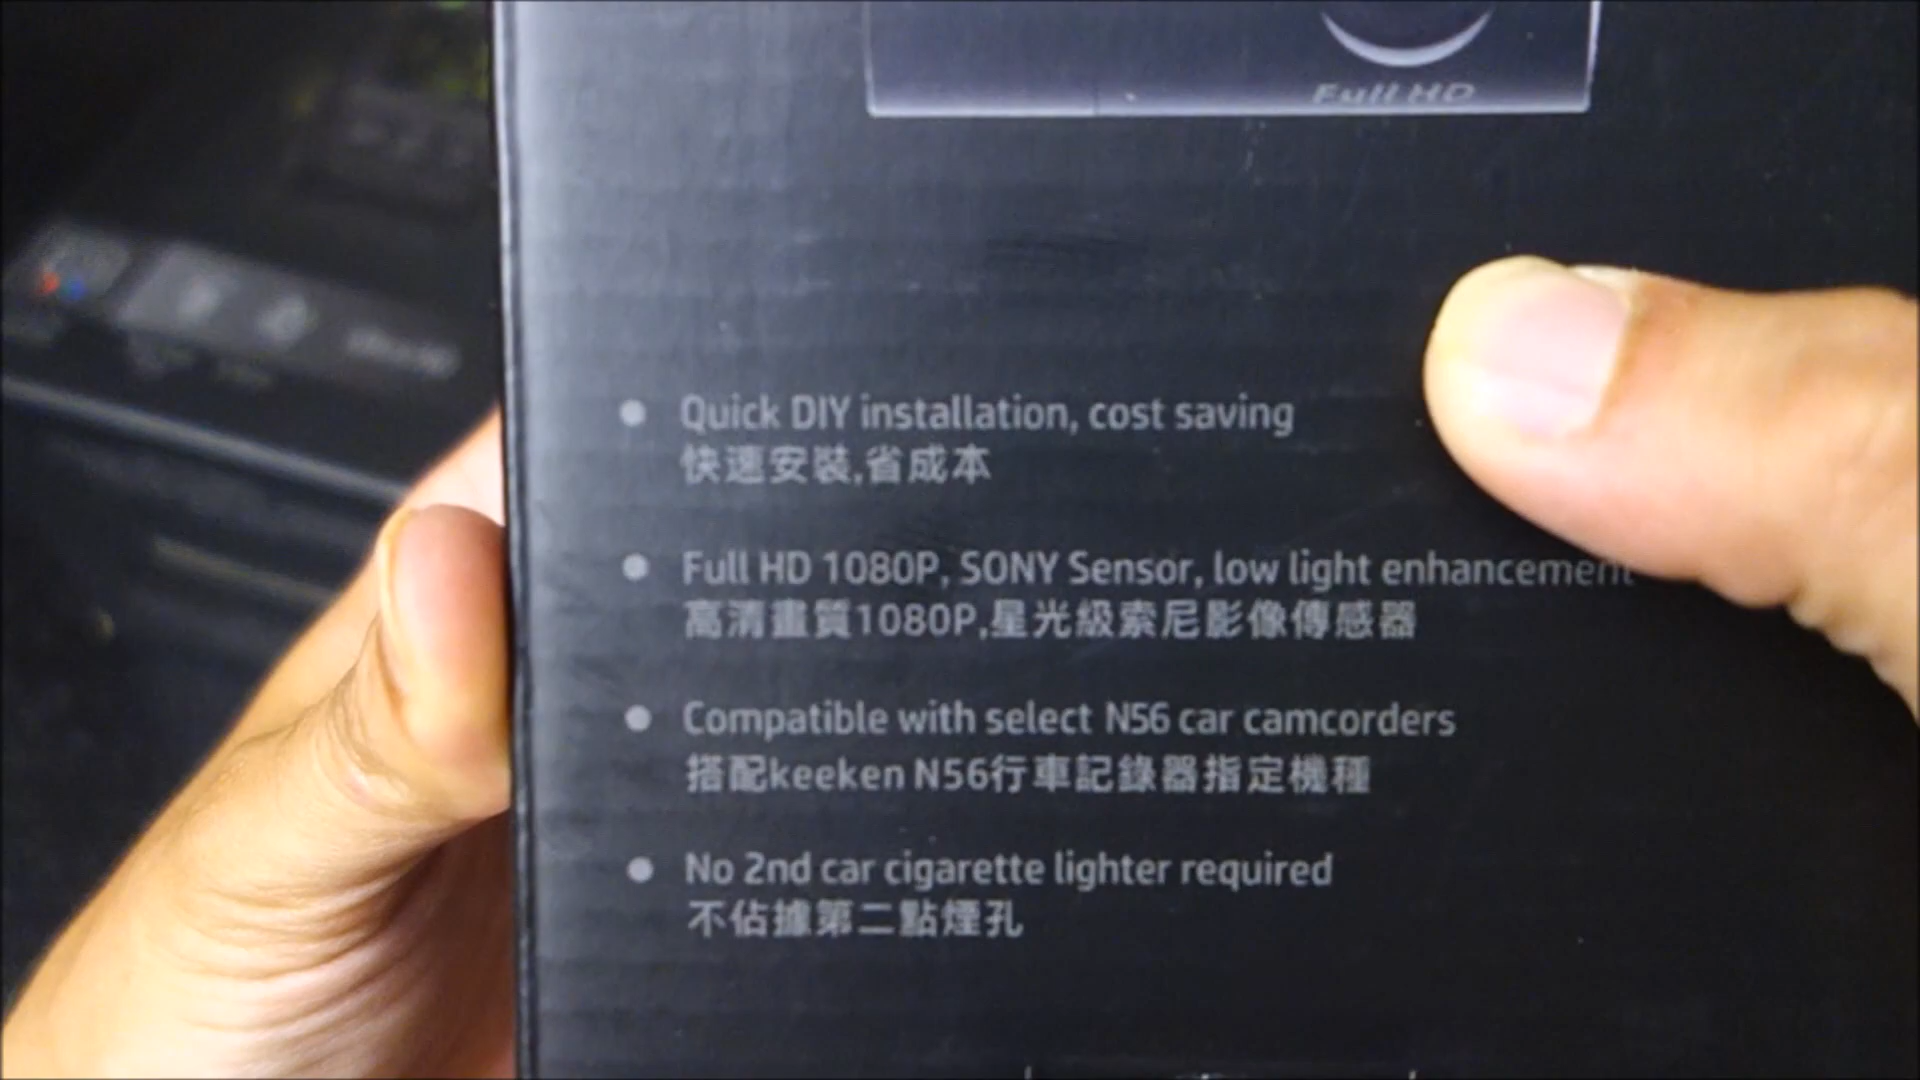 Full HD
Quick DIY installation, cost saving
快速安裝,省成本
Full HD 1080P, SONY Sensor, low light enhancement
高清畫質1080P,星光級索尼影像傳感器
Compatible with select N56 car camcorders
搭配keeken N56行車記錄器指定機種
No 2nd car cigarette lighter required
不佔據第二點煙孔